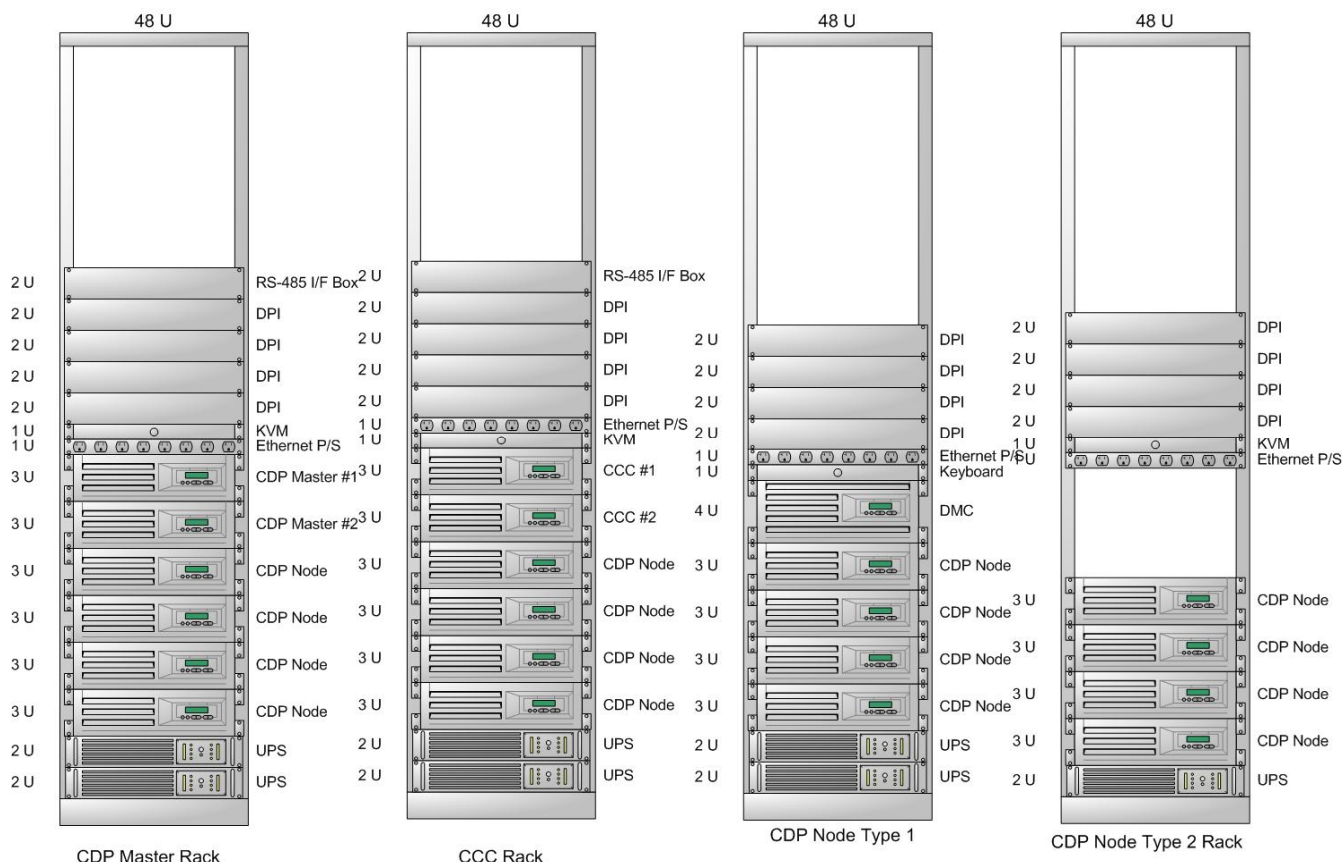 48 U
2 U RS-485 I/F Box
2 U DPI
2 U DPI
2 U DPI
2 U DPI
1 U KVM
1 U Ethernet P/S
3 U CDP Master #1
3 U CDP Master #2
3 U CDP Node
3 U CDP Node
3 U CDP Node
3 U CDP Node
2 U UPS
2 U UPS
CDP Master Rack
48 U
2 U RS-485 I/F Box
2 U DPI
2 U DPI
2 U DPI
2 U DPI
1 U Ethernet P/S
1 U KVM
3 U CCC #1
3 U CCC #2
3 U CDP Node
3 U CDP Node
3 U CDP Node
3 U CDP Node
2 U UPS
2 U UPS
CCC Rack
48 U
2 U DPI
2 U DPI
2 U DPI
2 U DPI
1 U Ethernet P/S
1 U Keyboard
4 U DMC
3 U CDP Node
3 U CDP Node
3 U CDP Node
3 U CDP Node
2 U UPS
2 U UPS
CDP Node Type 1
48 U
2 U DPI
2 U DPI
2 U DPI
2 U DPI
1 U KVM
U Ethernet P/S
3 U CDP Node
3 U CDP Node
3 U CDP Node
3 U CDP Node
2 U UPS
CDP Node Type 2 Rack